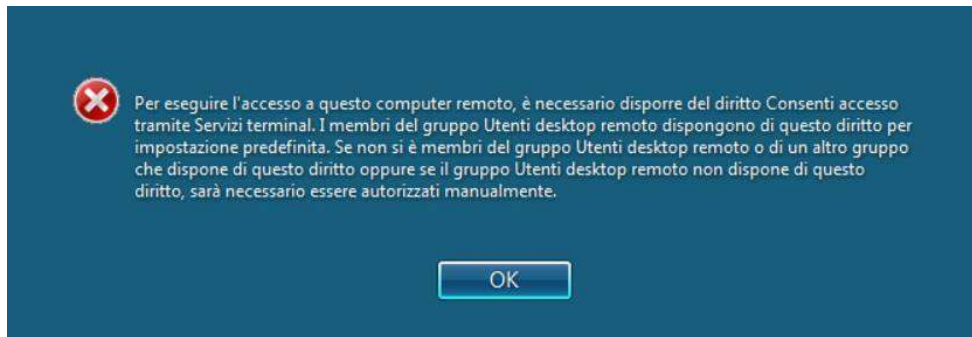 Per eseguire l'accesso a questo computer remoto, è necessario disporre del diritto Consenti accesso
tramite Servizi terminal. I membri del gruppo Utenti desktop remoto dispongono di questo diritto per
impostazione predefinita. Se non si è membri del gruppo Utenti desktop remoto o di un altro gruppo
che dispone di questo diritto oppure se il gruppo Utenti desktop remoto non dispone di questo
diritto, sarà necessario essere autorizzati manualmente.
OK